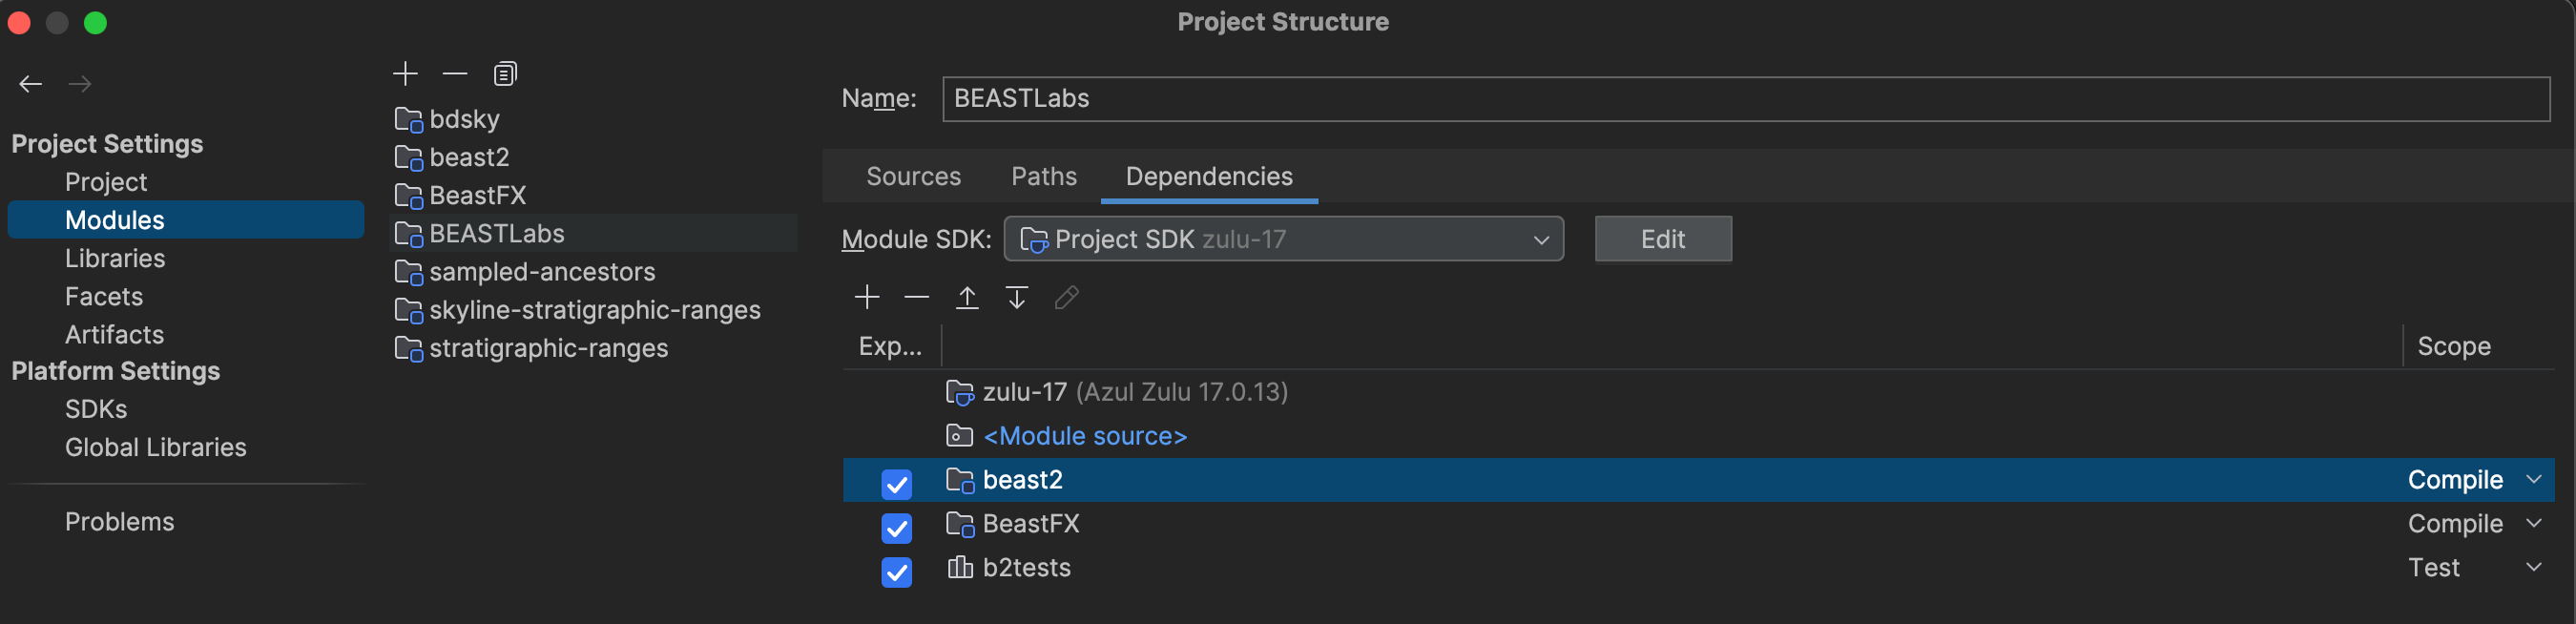 Project Structure
Project Settings
Project
Modules
Libraries
Facets
Artifacts
Platform Settings
SDKs
Global Libraries
Problems
bdsky
beast2
BeastFX
BEASTLabs
sampled-ancestors
skyline-stratigraphic-ranges
stratigraphic-ranges
Name: BEASTLabs
Sources Paths Dependencies
Module SDK: Project SDK zulu-17 Edit
Exp... Scope
zulu-17 (Azul Zulu 17.0.13)
<Module source>
beast2 Compile
BeastFX Compile
b2tests Test